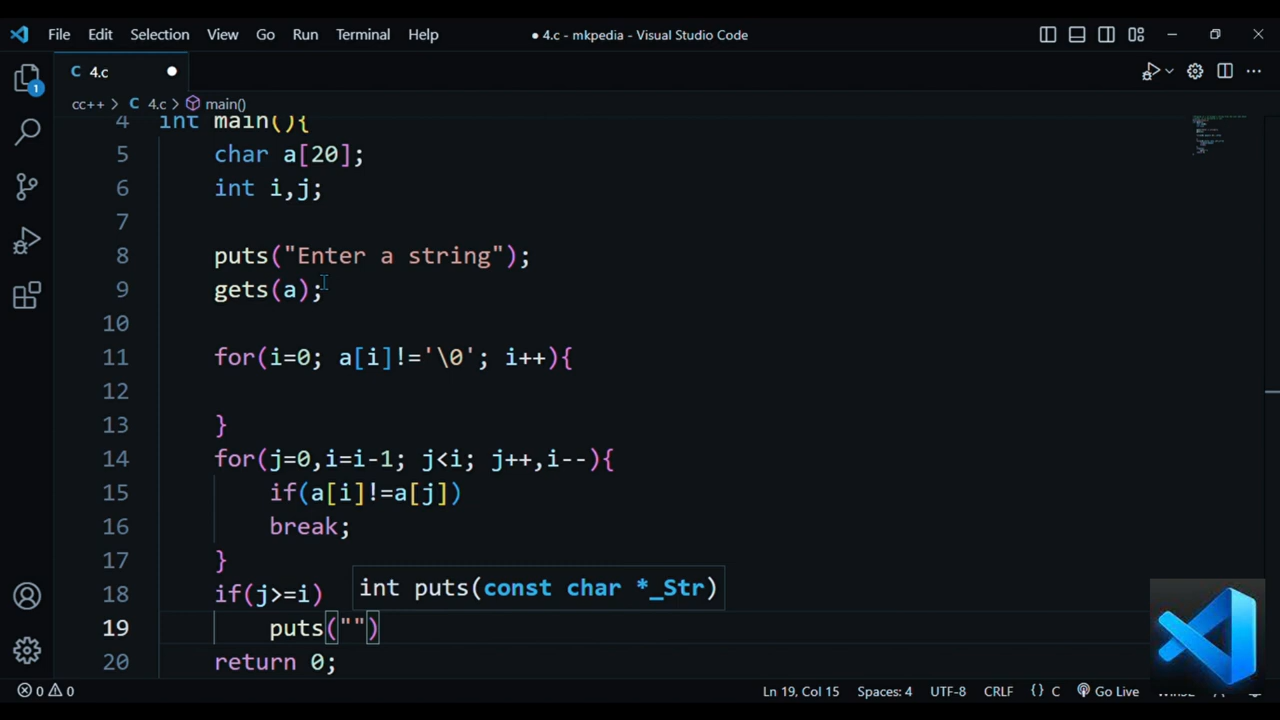 File Edit Selection View Go Run Terminal Help ● 4.c - mkpedia - Visual Studio Code
C 4.c ●
1
cc++ > C 4.c > main()
4 int main(){
5 char a[20];
6 int i,j;
7
8 puts("Enter a string");
9 gets(a);
10
11 for(i=0; a[i]!='\0'; i++){
12
13 }
14 for(j=0,i=i-1; j<i; j++,i--){
15 if(a[i]!=a[j])
16 break;
17 }
int puts(const char *_Str)
18 if(j>=i)
19 puts("")
20 return 0;
0 0 Ln 19, Col 15 Spaces: 4 UTF-8 CRLF {} C Go Live